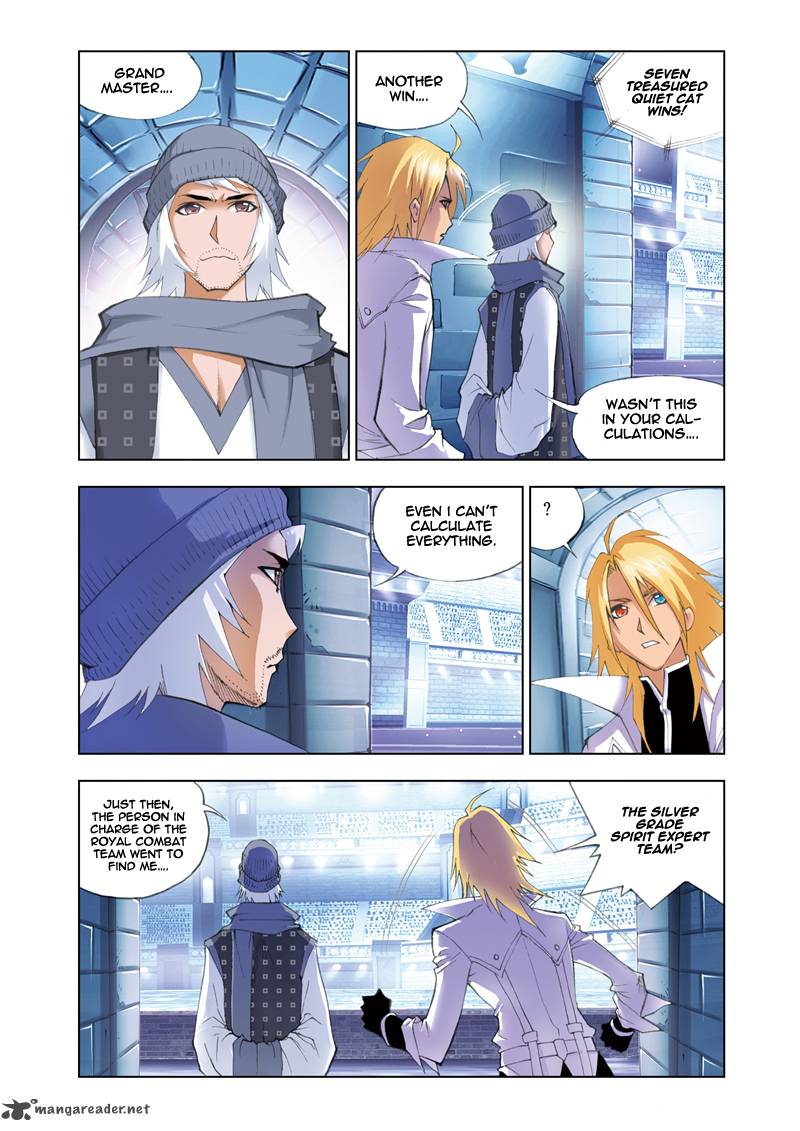 GRAND
MASTER....
ANOTHER
WIN....
SEVEN
TREASURED
QUIET CAT
WINS!
WASN'T THIS
IN YOUR CAL-
CULATIONS....
EVEN I CAN'T
CALCULATE
EVERYTHING.
?
JUST THEN,
THE PERSON IN
CHARGE OF THE
ROYAL COMBAT
TEAM WENT TO
FIND ME....
THE SILVER
GRADE
SPIRIT EXPERT
TEAM?
mangareader.net